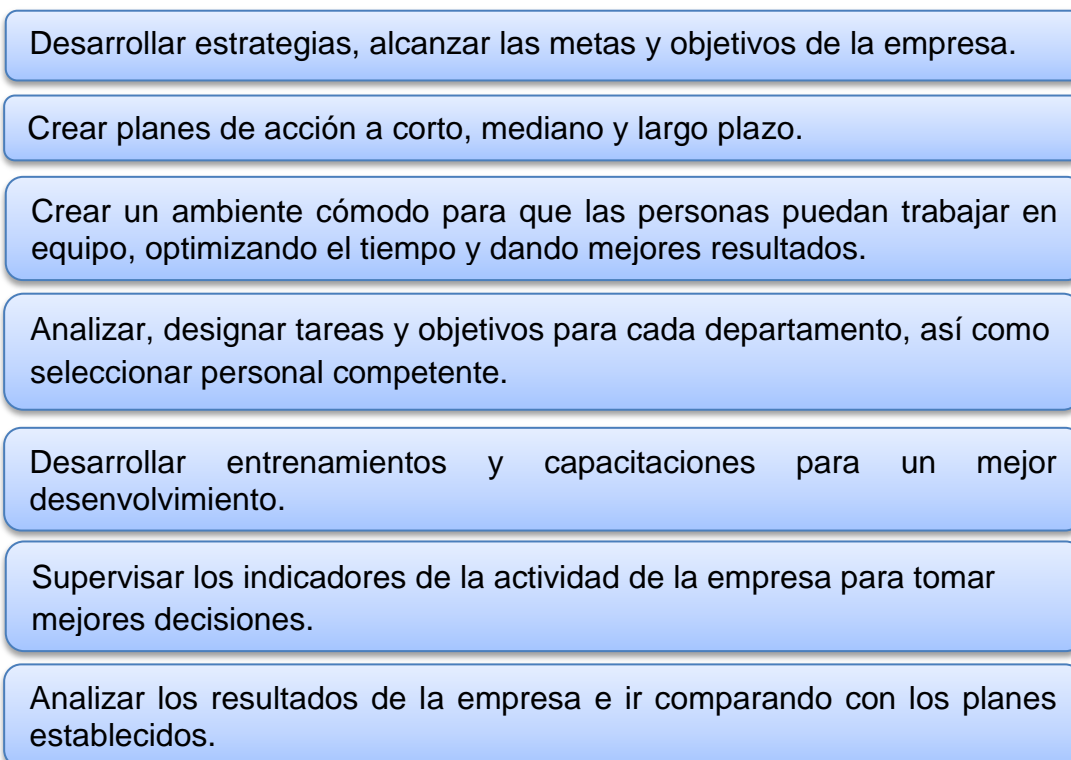 Desarrollar estrategias, alcanzar las metas y objetivos de la empresa.
Crear planes de acción a corto, mediano y largo plazo.
Crear un ambiente cómodo para que las personas puedan trabajar en
equipo, optimizando el tiempo y dando mejores resultados.
Analizar, designar tareas y objetivos para cada departamento, así como
seleccionar personal competente.
Desarrollar entrenamientos y capacitaciones para un mejor
desenvolvimiento.
Supervisar los indicadores de la actividad de la empresa para tomar
mejores decisiones.
Analizar los resultados de la empresa e ir comparando con los planes
establecidos.